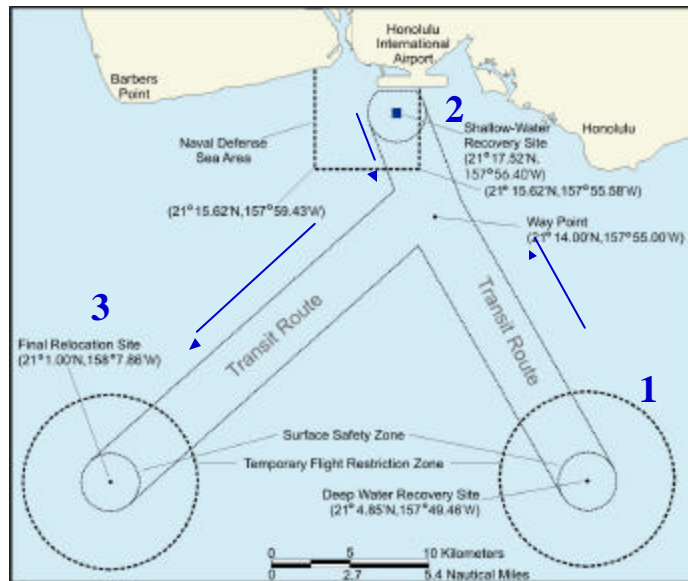 Honolulu
International
Airport
Barbers
Point
2
Shallow-Water
Recovery Site
(21°17.52'N,
157°56.40'W)
Honolulu
Naval Defense
Sea Area
(21°15.62'N,157°59.43'W)
(21°15.62'N,157°55.58'W)
Way Point
(21°14.00'N,157°55.00'W)
3
Final Relocation Site
(21°1.00'N,158°7.86'W)
Transit Route
Transit Route
1
Surface Safety Zone
Temporary Flight Restriction Zone
Deep Water Recovery Site
(21°4.85'N,157°49.46'W)
0 5 10 Kilometers
0 2.7 5.4 Nautical Miles